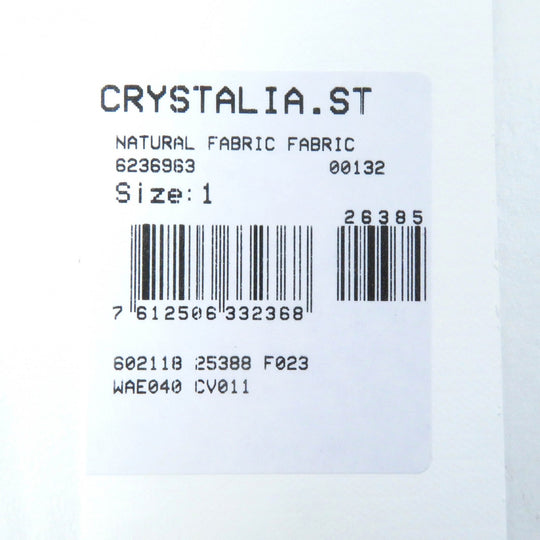 CRYSTALIA.ST
NATURAL FABRIC FABRIC
6236963 00132
Size:1
26385
7 612506 332368
602118 25388 F023
WAE040 CV011